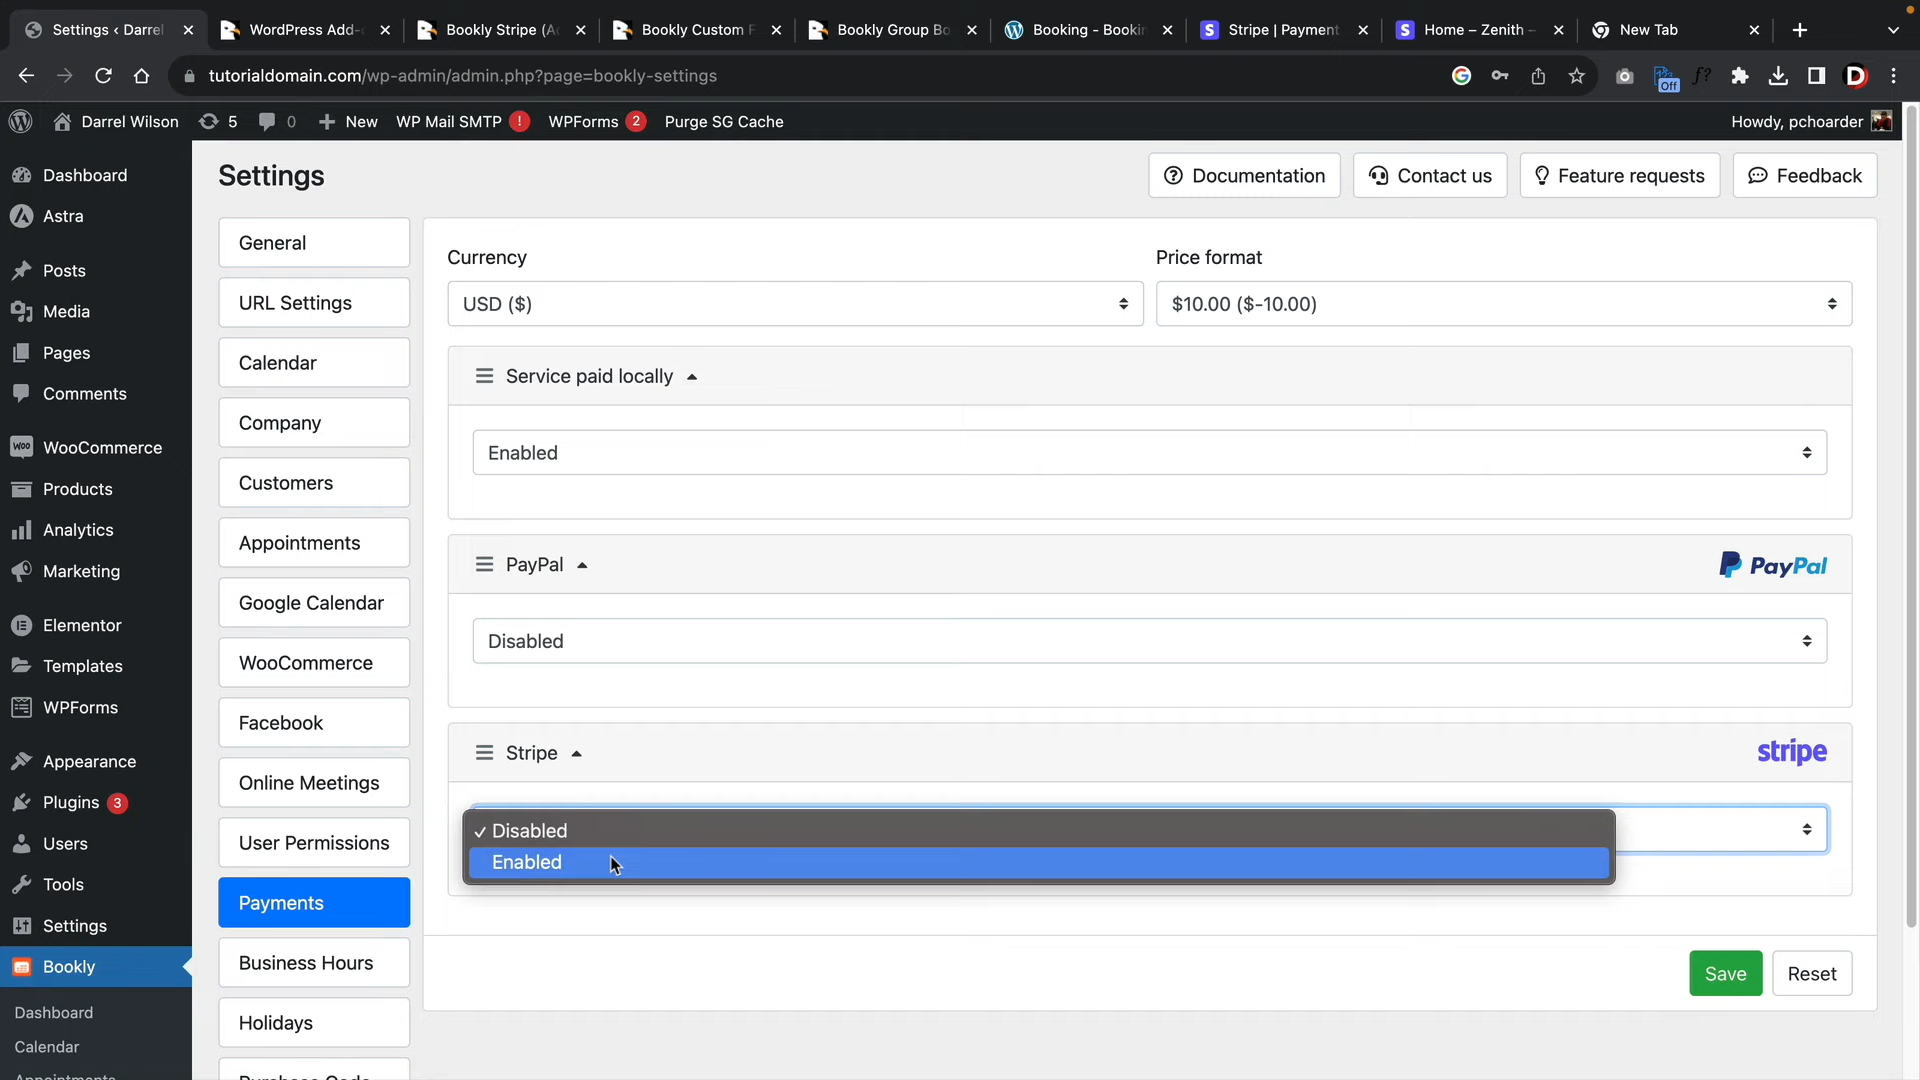 Settings ‹ Darrel
WordPress Add-o
Bookly Stripe (Ad
Bookly Custom F
Bookly Group Bo
Booking - Bookin
Stripe | Payment
Home – Zenith –
New Tab
tutorialdomain.com/wp-admin/admin.php?page=bookly-settings
Off
f?
D
Darrel Wilson
5
0
New
WP Mail SMTP !
WPForms 2
Purge SG Cache
Howdy, pchoarder
Dashboard
Astra
Posts
Media
Pages
Comments
WooCommerce
Products
Analytics
Marketing
Elementor
Templates
WPForms
Appearance
Plugins 3
Users
Tools
Settings
Bookly
Dashboard
Calendar
Appointments
Settings
Documentation
Contact us
Feature requests
Feedback
General
URL Settings
Calendar
Company
Customers
Appointments
Google Calendar
WooCommerce
Facebook
Online Meetings
User Permissions
Payments
Business Hours
Holidays
Purchase Code
Currency
USD ($)
Price format
$10.00 ($-10.00)
Service paid locally
Enabled
PayPal
PayPal
Disabled
Stripe
stripe
✓ Disabled
Enabled
Save
Reset